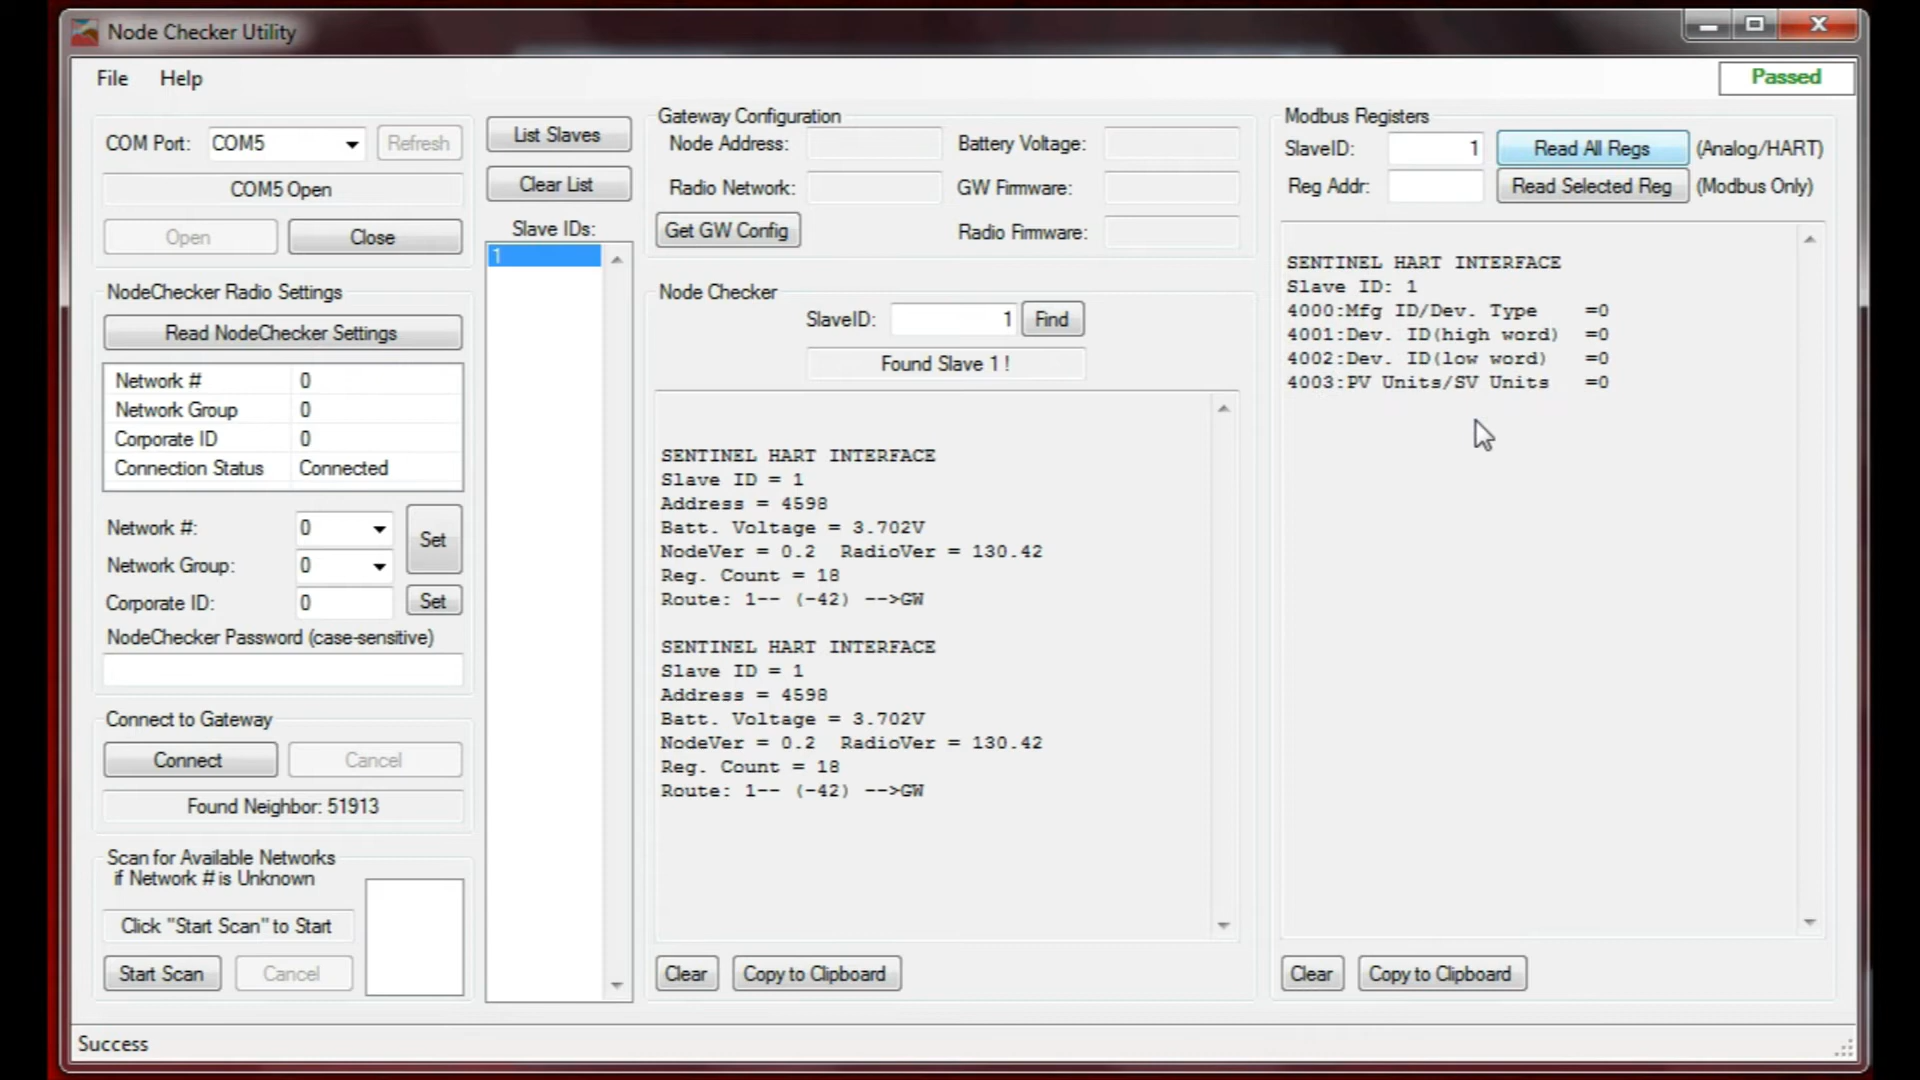 Node Checker Utility
File Help
Passed
COM Port: COM5 Refresh
COM5 Open
Open Close
NodeChecker Radio Settings
Read NodeChecker Settings
Network # 0
Network Group 0
Corporate ID 0
Connection Status Connected
Network #: 0
Set
Network Group: 0
Corporate ID: 0 Set
NodeChecker Password (case-sensitive)
Connect to Gateway
Connect Cancel
Found Neighbor: 51913
Scan for Available Networks
if Network # is Unknown
Click "Start Scan" to Start
Start Scan Cancel
List Slaves
Clear List
Slave IDs:
1
Gateway Configuration
Node Address: Battery Voltage:
Radio Network: GW Firmware:
Get GW Config Radio Firmware:
Node Checker
SlaveID: 1 Find
Found Slave 1 !
SENTINEL HART INTERFACE
Slave ID = 1
Address = 4598
Batt. Voltage = 3.702V
NodeVer = 0.2 RadioVer = 130.42
Reg. Count = 18
Route: 1-- (-42) -->GW
SENTINEL HART INTERFACE
Slave ID = 1
Address = 4598
Batt. Voltage = 3.702V
NodeVer = 0.2 RadioVer = 130.42
Reg. Count = 18
Route: 1-- (-42) -->GW
Clear Copy to Clipboard
Modbus Registers
SlaveID: 1 Read All Regs (Analog/HART)
Reg Addr: Read Selected Reg (Modbus Only)
SENTINEL HART INTERFACE
Slave ID: 1
4000:Mfg ID/Dev. Type =0
4001:Dev. ID(high word) =0
4002:Dev. ID(low word) =0
4003:PV Units/SV Units =0
Clear Copy to Clipboard
Success